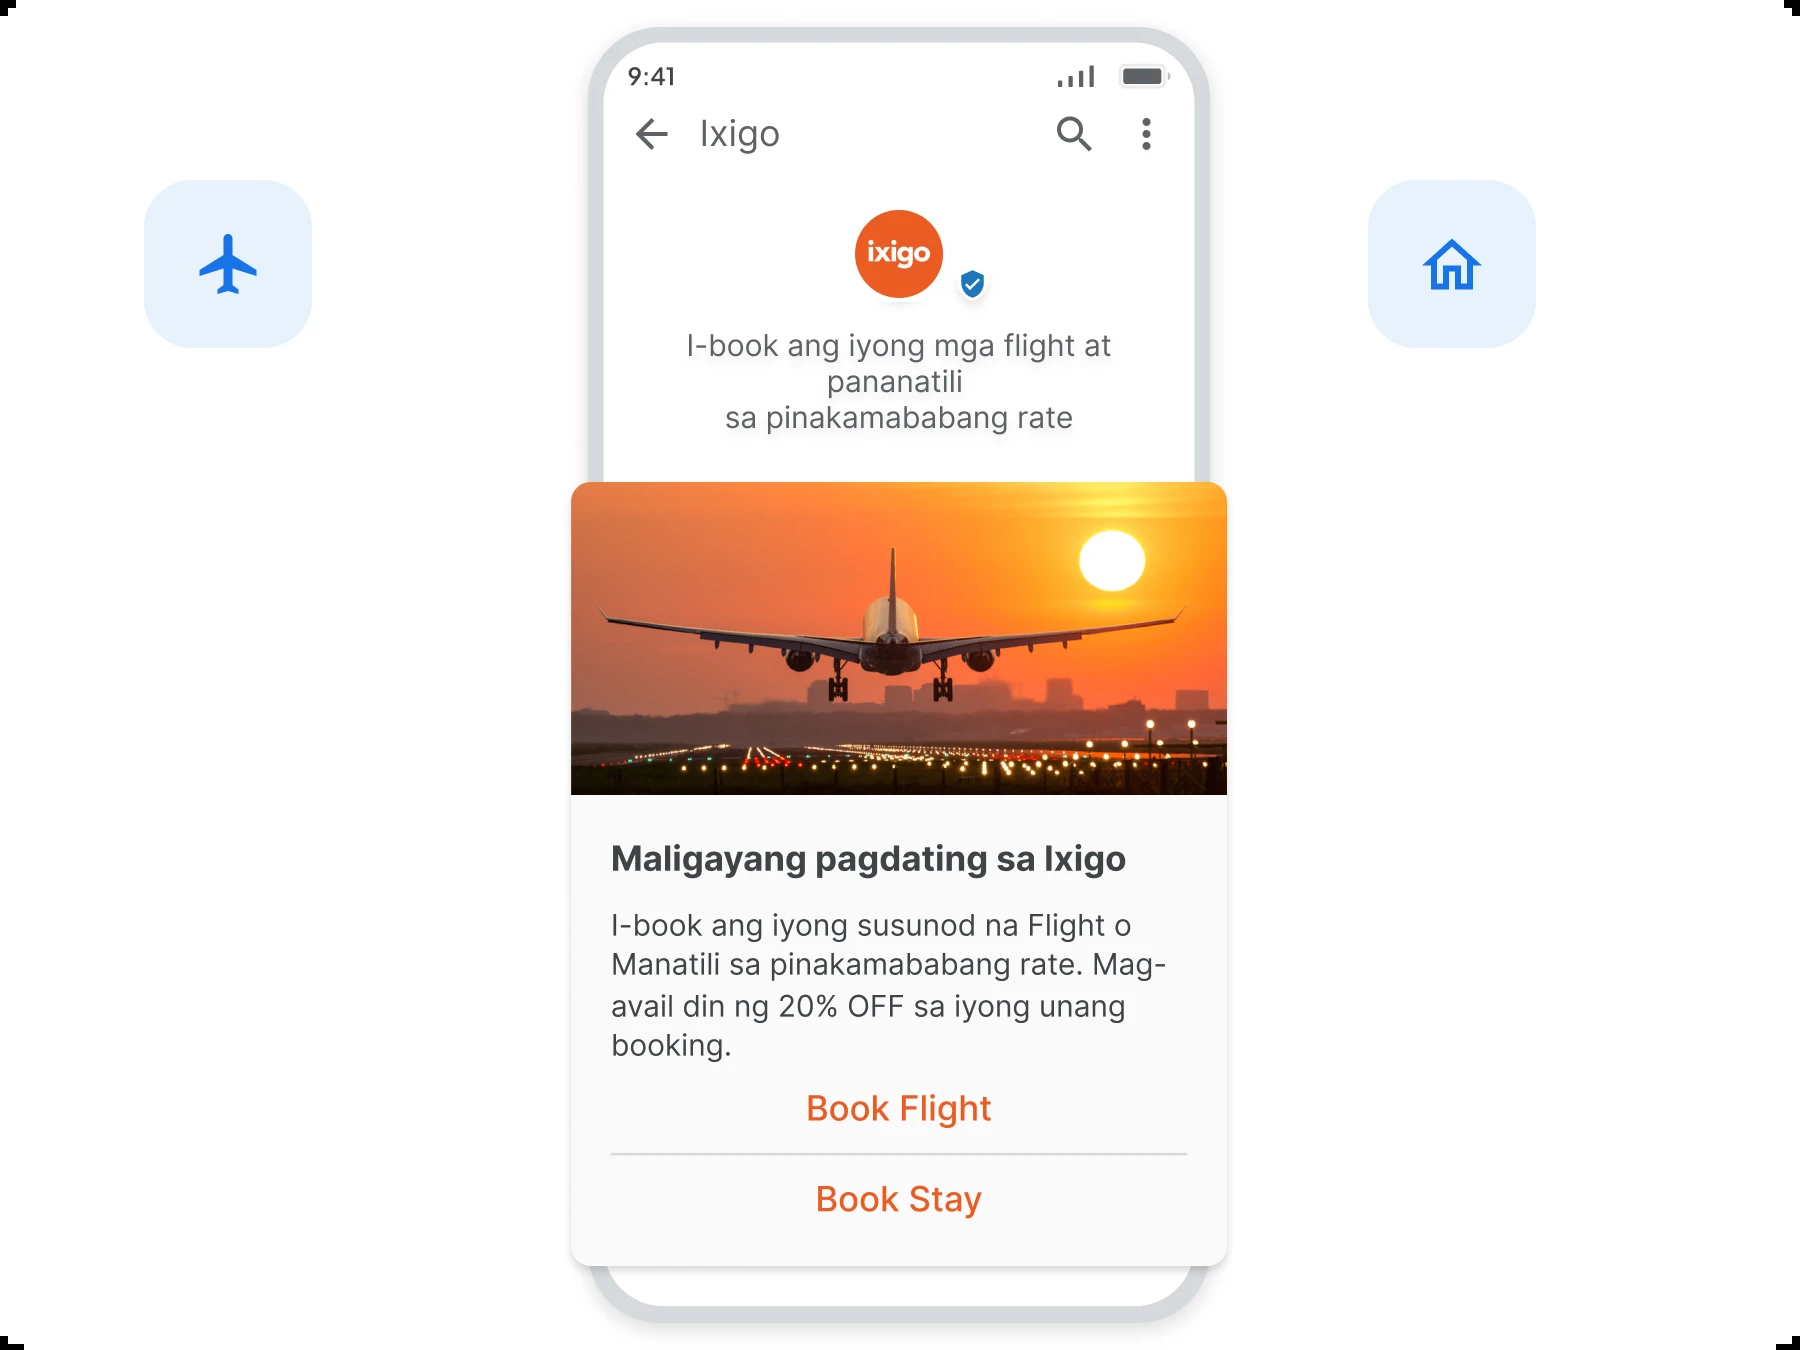 9:41
Ixigo
ixigo
I-book ang iyong mga flight at
pananatili
sa pinakamababang rate
Maligayang pagdating sa Ixigo
I-book ang iyong susunod na Flight o
Manatili sa pinakamababang rate. Mag-
avail din ng 20% OFF sa iyong unang
booking.
Book Flight
Book Stay